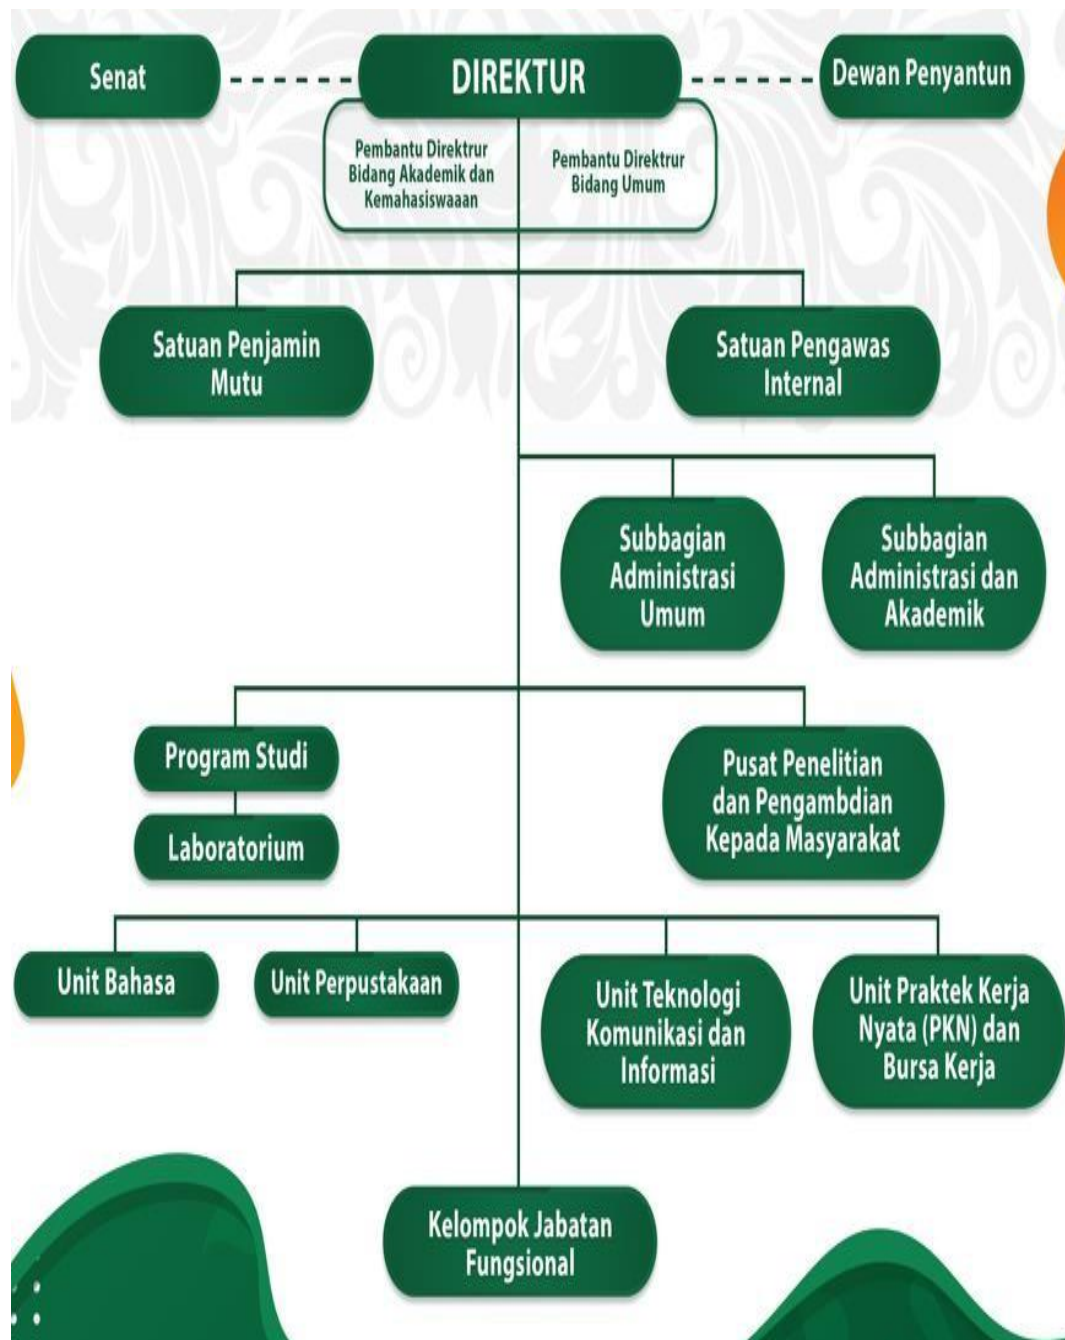 Senat
DIREKTUR
Dewan Penyantun
Pembantu Direktrur
Bidang Akademik dan
Kemahasiswaaan
Pembantu Direktrur
Bidang Umum
Satuan Penjamin
Mutu
Satuan Pengawas
Internal
Subbagian
Administrasi
Umum
Subbagian
Administrasi dan
Akademik
Program Studi
Laboratorium
Pusat Penelitian
dan Pengambdian
Kepada Masyarakat
Unit Bahasa
Unit Perpustakaan
Unit Teknologi
Komunikasi dan
Informasi
Unit Praktek Kerja
Nyata (PKN) dan
Bursa Kerja
Kelompok Jabatan
Fungsional